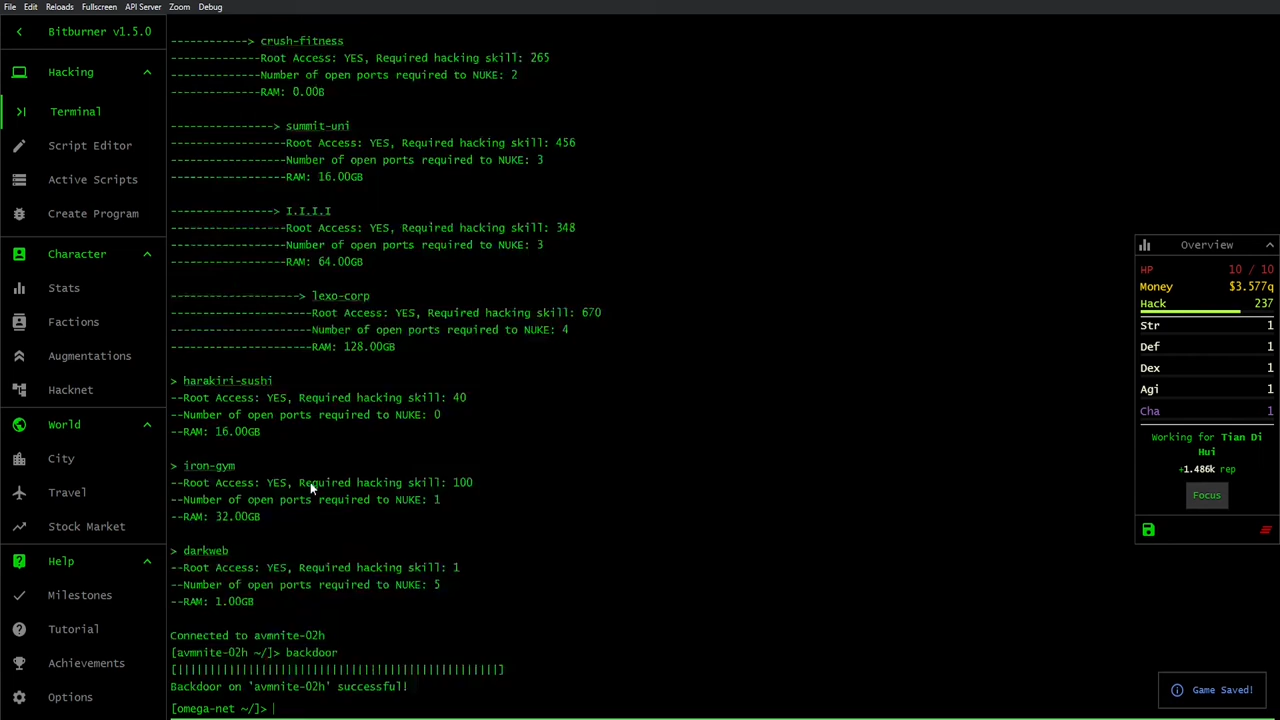 File Edit Reloads Fullscreen API Server Zoom Debug
Bitburner v1.5.0
Hacking
Terminal
Script Editor
Active Scripts
Create Program
Character
Stats
Factions
Augmentations
Hacknet
World
City
Travel
Stock Market
Help
Milestones
Tutorial
Achievements
Options
------------> crush-fitness
--------------Root Access: YES, Required hacking skill: 265
--------------Number of open ports required to NUKE: 2
--------------RAM: 0.00B
----------------> summit-uni
------------------Root Access: YES, Required hacking skill: 456
------------------Number of open ports required to NUKE: 3
------------------RAM: 16.00GB
----------------> I.I.I.I
------------------Root Access: YES, Required hacking skill: 348
------------------Number of open ports required to NUKE: 3
------------------RAM: 64.00GB
--------------------> lexo-corp
----------------------Root Access: YES, Required hacking skill: 670
----------------------Number of open ports required to NUKE: 4
----------------------RAM: 128.00GB
> harakiri-sushi
--Root Access: YES, Required hacking skill: 40
--Number of open ports required to NUKE: 0
--RAM: 16.00GB
> iron-gym
--Root Access: YES, Required hacking skill: 100
--Number of open ports required to NUKE: 1
--RAM: 32.00GB
> darkweb
--Root Access: YES, Required hacking skill: 1
--Number of open ports required to NUKE: 5
--RAM: 1.00GB
Connected to avmnite-02h
[avmnite-02h ~/]> backdoor
[||||||||||||||||||||||||||||||||||||||||||||||||||]
Backdoor on 'avmnite-02h' successful!
[omega-net ~/]>
Overview
HP 10 / 10
Money $3.577q
Hack 237
Str 1
Def 1
Dex 1
Agi 1
Cha 1
Working for Tian Di
Hui
+1.486k rep
Focus
Game Saved!